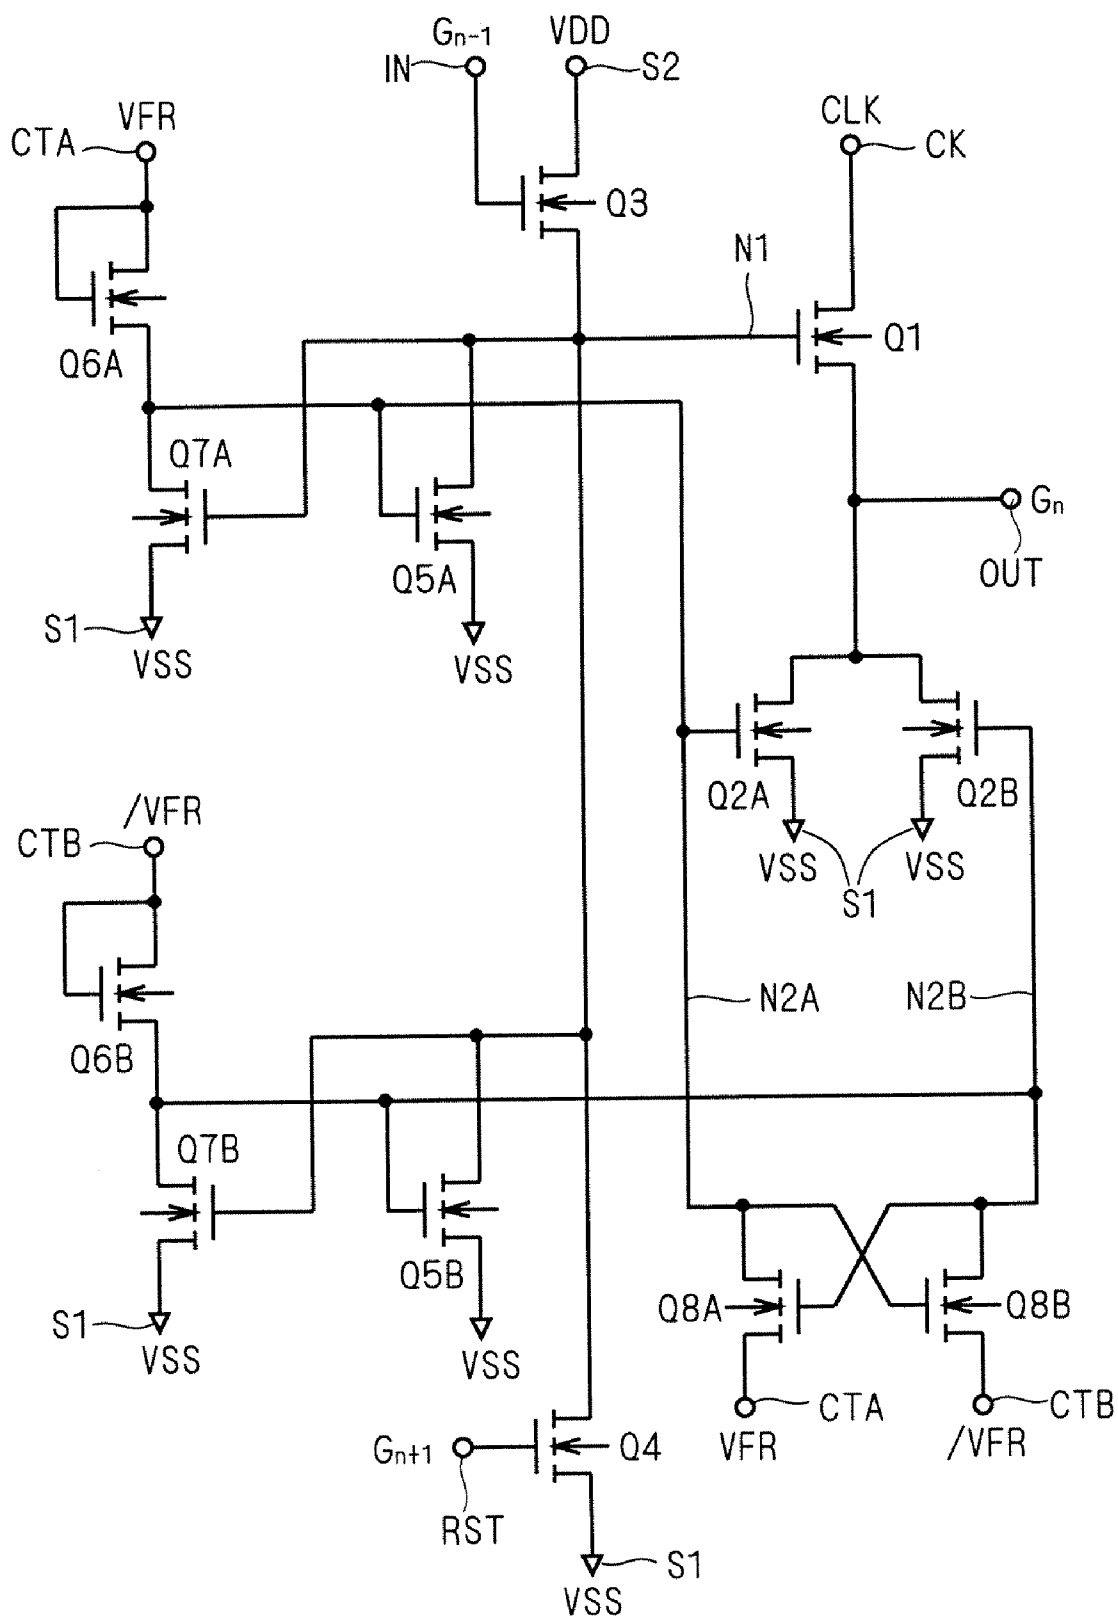 Gn-1
VDD
IN
S2
VFR
CTA
CLK
CK
Q3
N1
Q6A
Q1
Q7A
Gn
Q5A
OUT
S1
VSS
VSS
Q2A
Q2B
/VFR
CTB
VSS
VSS
S1
N2A
N2B
Q6B
Q7B
Q5B
Q8A
Q8B
S1
VSS
VSS
CTA
CTB
VFR
/VFR
Gn+1
Q4
RST
S1
VSS